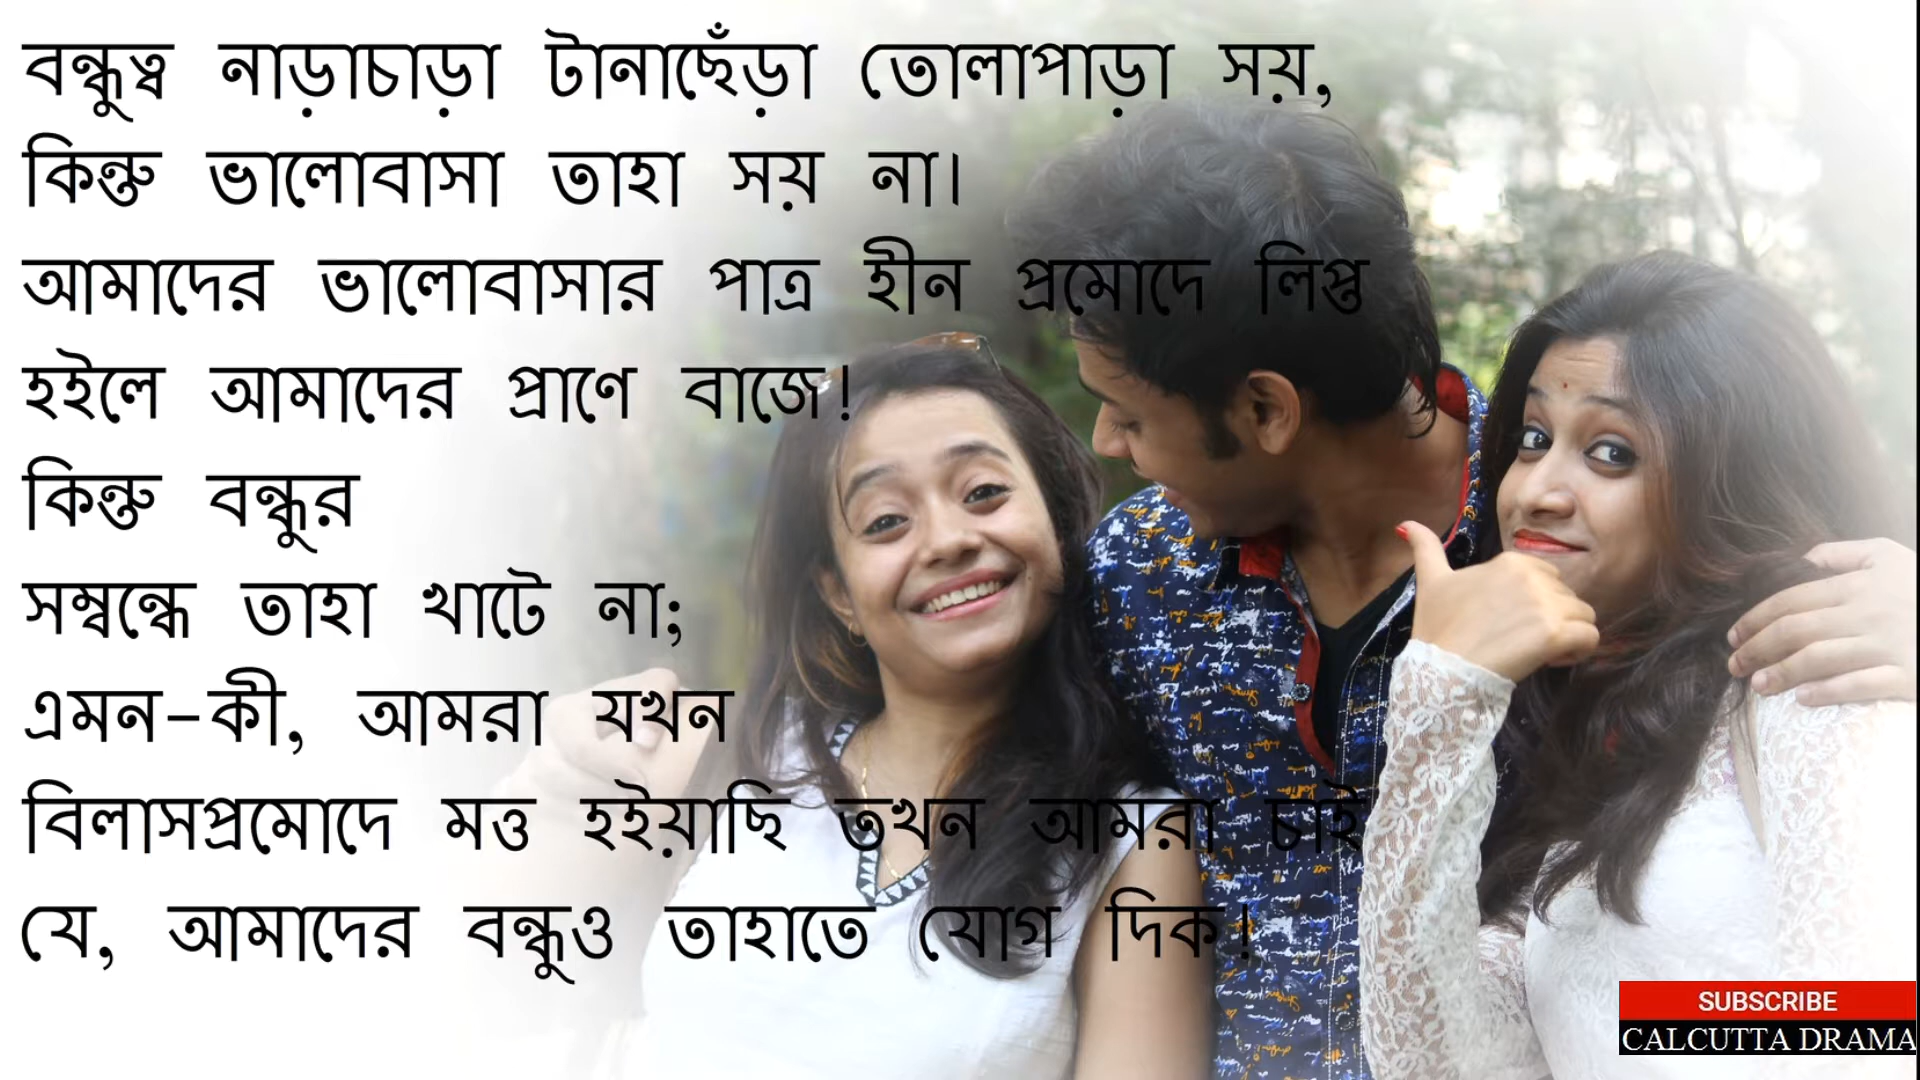 বন্ধুত্ব নাড়াচাড়া টানাছেঁড়া তোলাপাড়া সয়,
কিন্তু ভালোবাসা তাহা সয় না।
আমাদের ভালোবাসার পাত্র হীন প্রমোদে লিপ্ত
হইলে আমাদের প্রাণে বাজে!
কিন্তু বন্ধুর
সম্বন্ধে তাহা খাটে না;
এমন-কী, আমরা যখন
বিলাসপ্রমোদে মত্ত হইয়াছি তখন আমরা চাই
যে, আমাদের বন্ধুও তাহাতে যোগ দিক!
SUBSCRIBE
CALCUTTA DRAMA